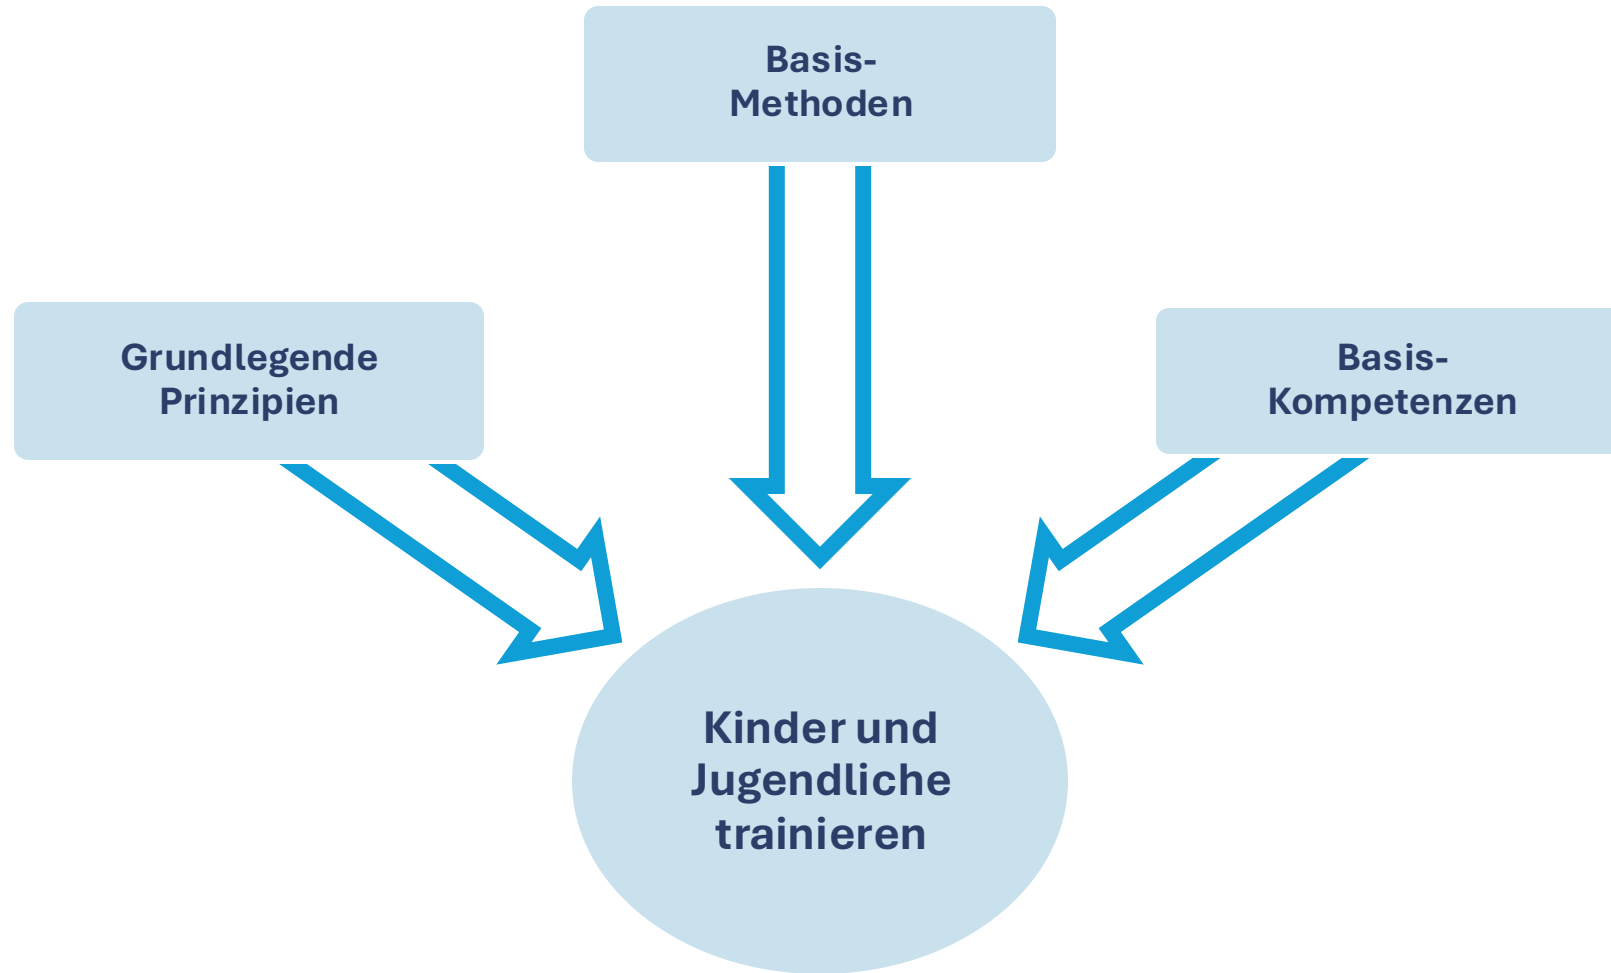 Basis-
Methoden
Grundlegende
Prinzipien
Basis-
Kompetenzen
Kinder und
Jugendliche
trainieren